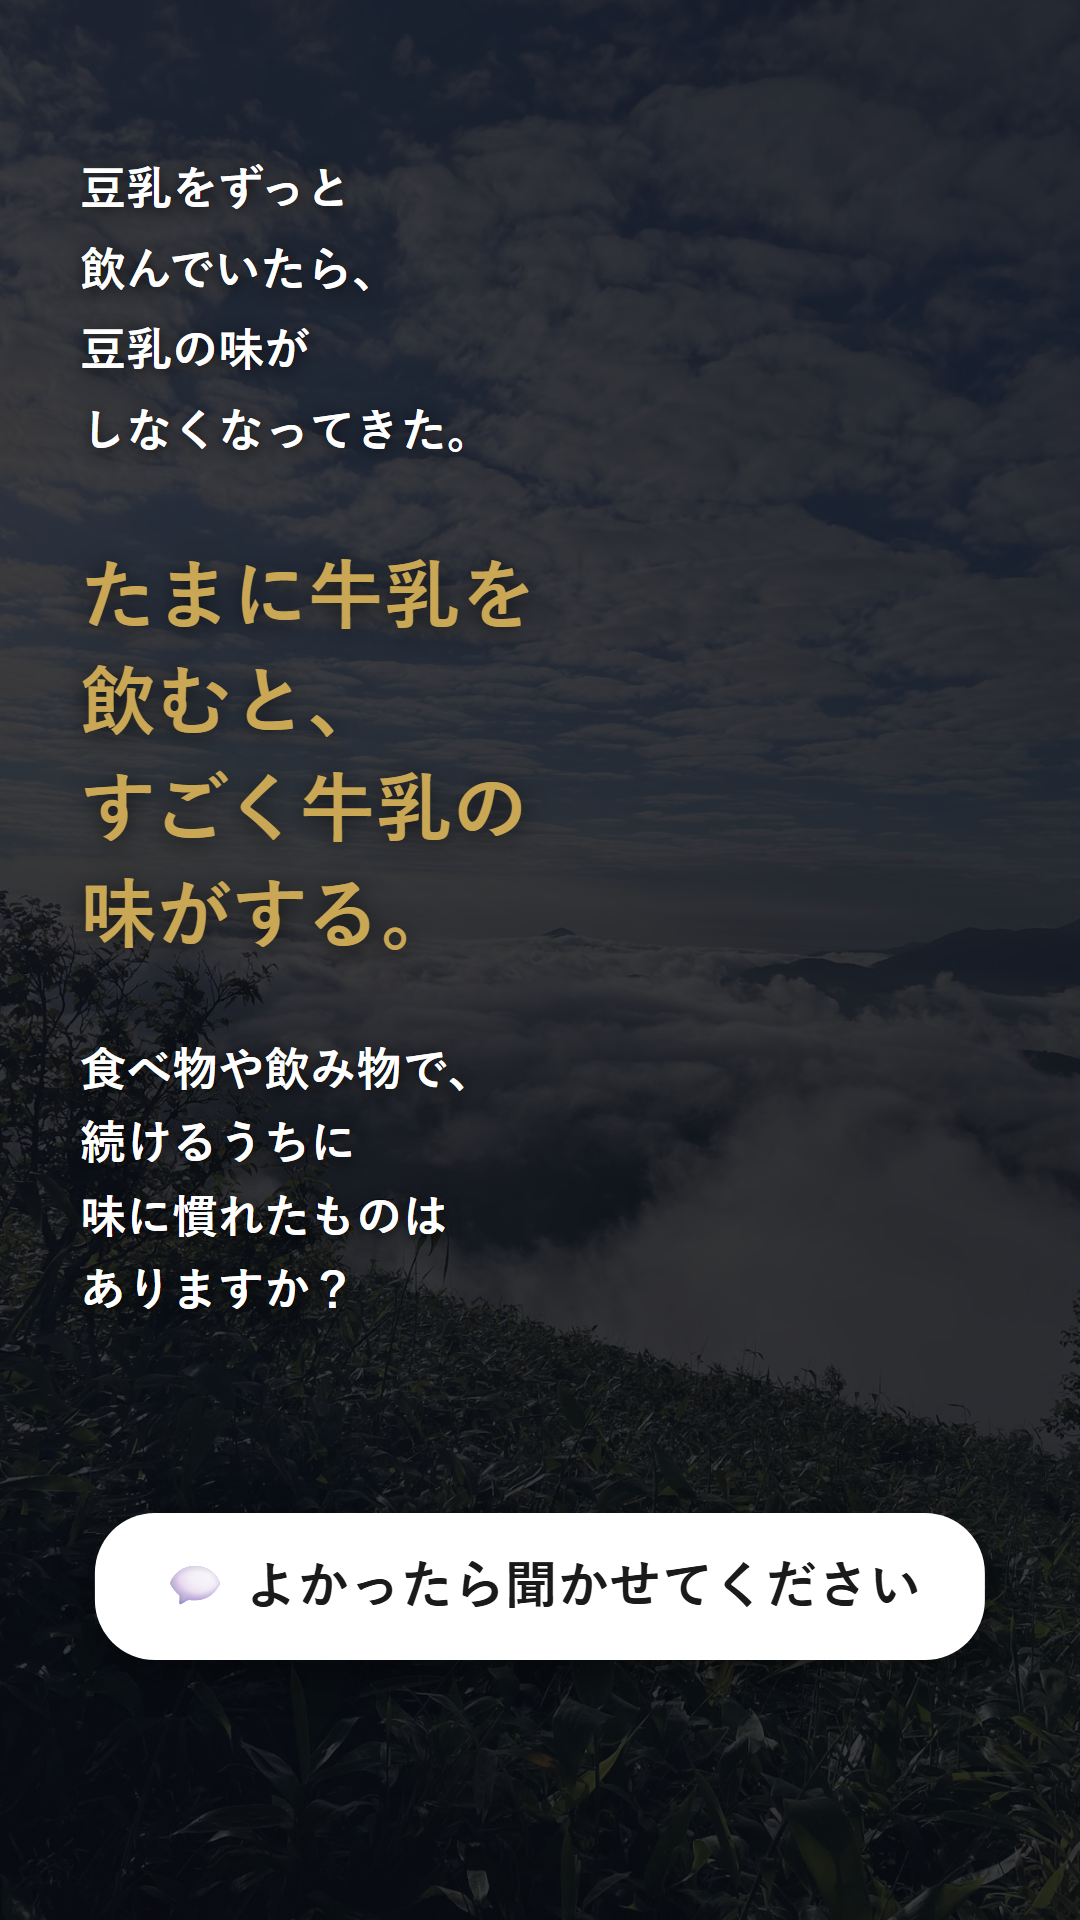 豆乳をずっと
飲んでいたら、
豆乳の味が
しなくなってきた。
たまに牛乳を
飲むと、
すごく牛乳の
味がする。
食べ物や飲み物で、
続けるうちに
味に慣れたものは
ありますか？
よかったら聞かせてください